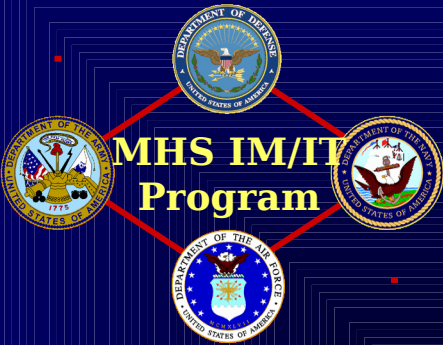 DEPARTMENT OF DEFENSE
UNITED STATES OF AMERICA
DEPARTMENT OF THE ARMY
1775
UNITED STATES OF AMERICA
MHS IM/IT
Program
DEPARTMENT OF THE NAVY
UNITED STATES OF AMERICA
DEPARTMENT OF THE AIR FORCE
MCMXLVII
UNITED STATES OF AMERICA